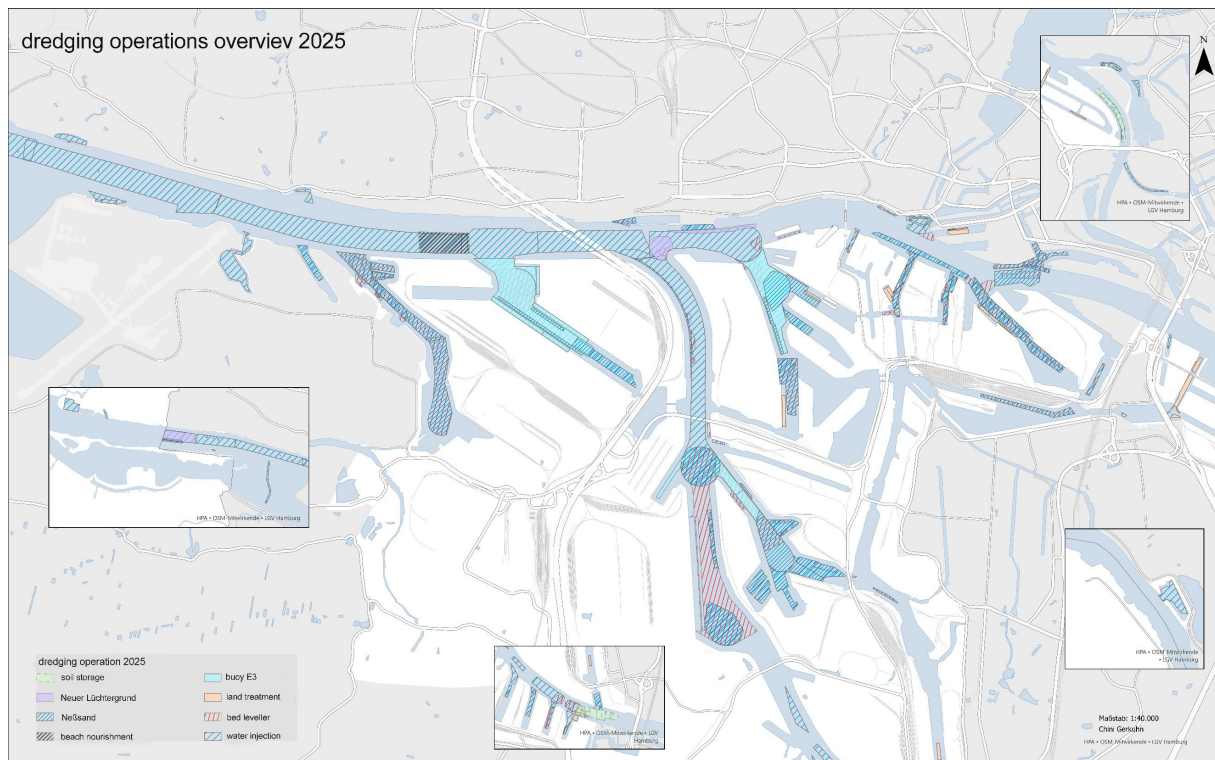 dredging operations overviev 2025
N
HPA • OSM-Mitwirkende •
LGV Hamburg
HPA • OSM-Mitwirkende • LGV Hamburg
HPA • OSM-Mitwirkende
• LGV Hamburg
dredging operation 2025
soil storage
Neuer Lüchtergrund
Neßsand
beach nourishment
buoy E3
land treatment
bed leveller
water injection
HPA • OSM-Mitwirkende • LGV
Hamburg
Maßstab: 1:40.000
Chini Gerkuhn
HPA • OSM-Mitwirkende • LGV Hamburg